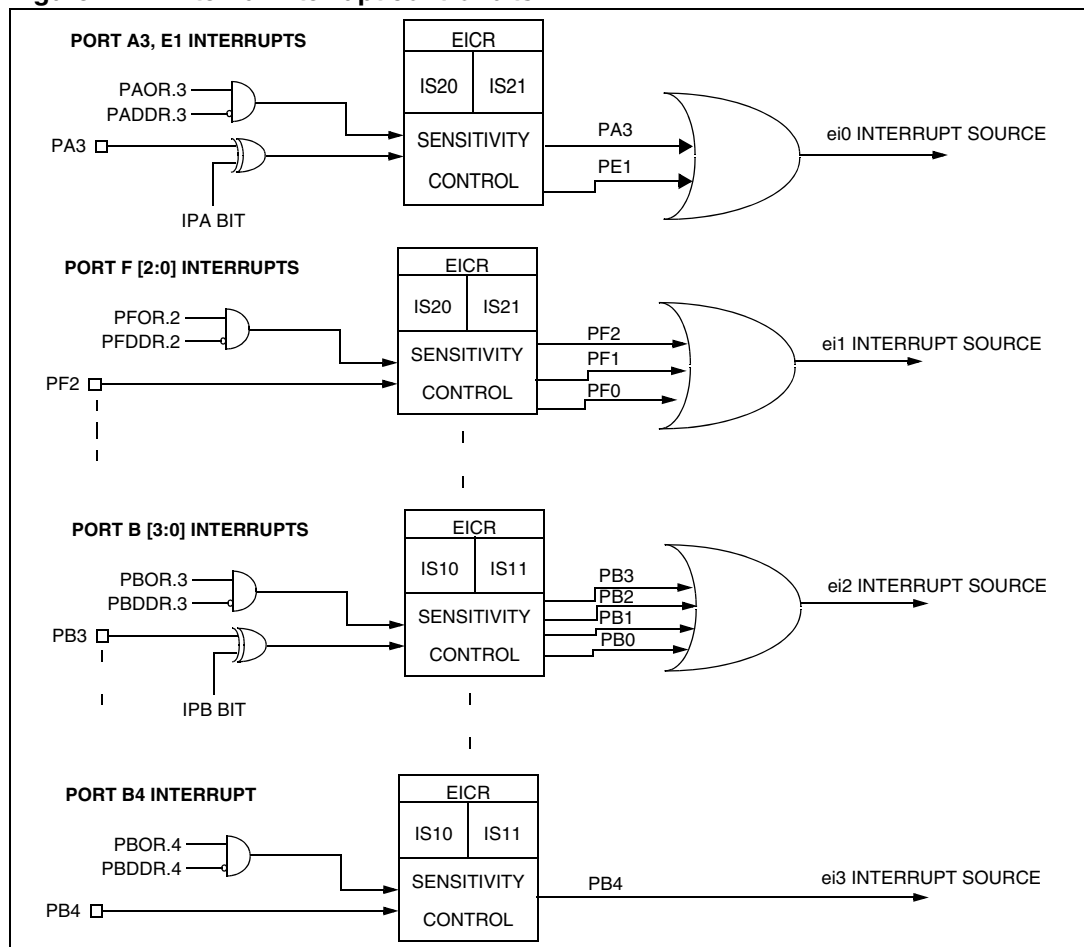 PORT A3, E1 INTERRUPTS
EICR
IS20 IS21
PAOR.3
PADDR.3
PA3
IPA BIT
SENSITIVITY
CONTROL
PA3
PE1
ei0 INTERRUPT SOURCE
PORT F [2:0] INTERRUPTS
EICR
IS20 IS21
PFOR.2
PFDDR.2
PF2
SENSITIVITY
CONTROL
PF2
PF1
PF0
ei1 INTERRUPT SOURCE
PORT B [3:0] INTERRUPTS
EICR
IS10 IS11
PBOR.3
PBDDR.3
PB3
IPB BIT
SENSITIVITY
CONTROL
PB3
PB2
PB1
PB0
ei2 INTERRUPT SOURCE
PORT B4 INTERRUPT
EICR
IS10 IS11
PBOR.4
PBDDR.4
PB4
SENSITIVITY
CONTROL
PB4
ei3 INTERRUPT SOURCE